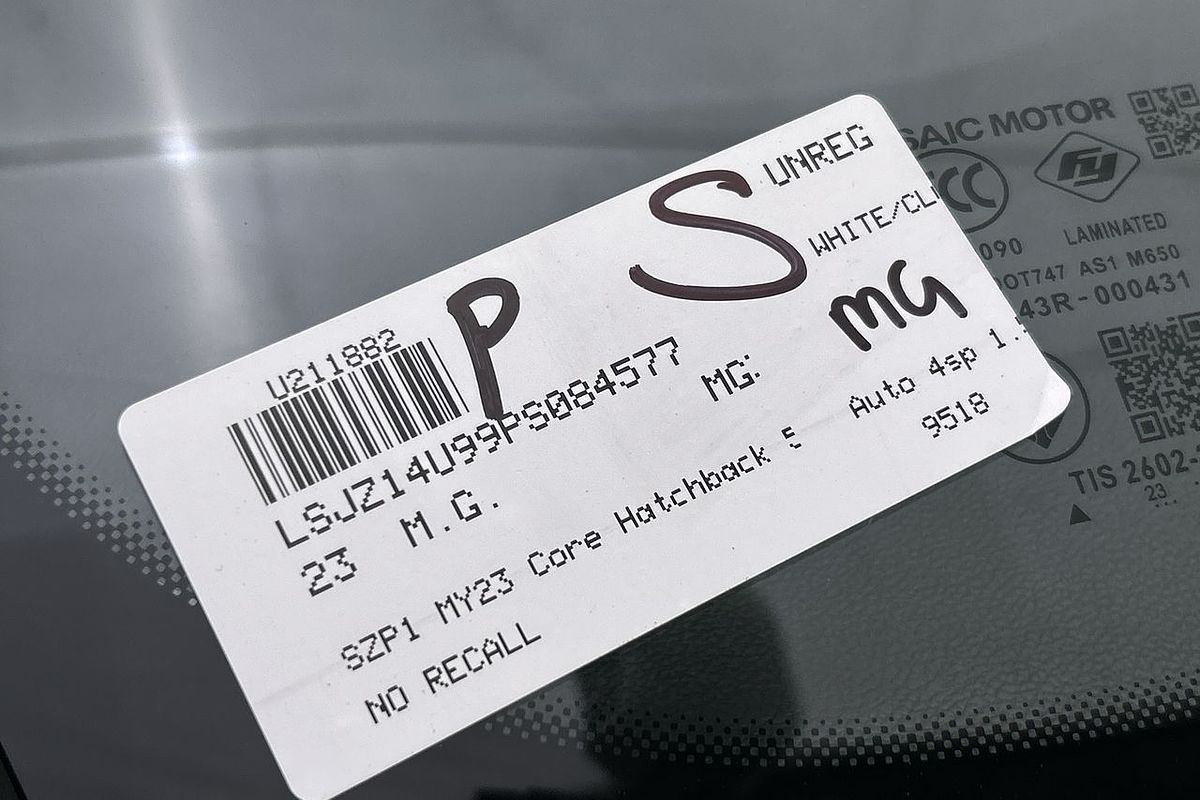 U211882
P
S
UNREG
WHITE/CL
LSJZ14U99PS084577
MG
23 M.G. MG
SZP1 MY23 Core Hatchback 5 Auto 4sp 1.
NO RECALL
9518
SAIC MOTOR
LAMINATED
090
DOT747 AS1 M650
43R-000431
TIS 2602-
23